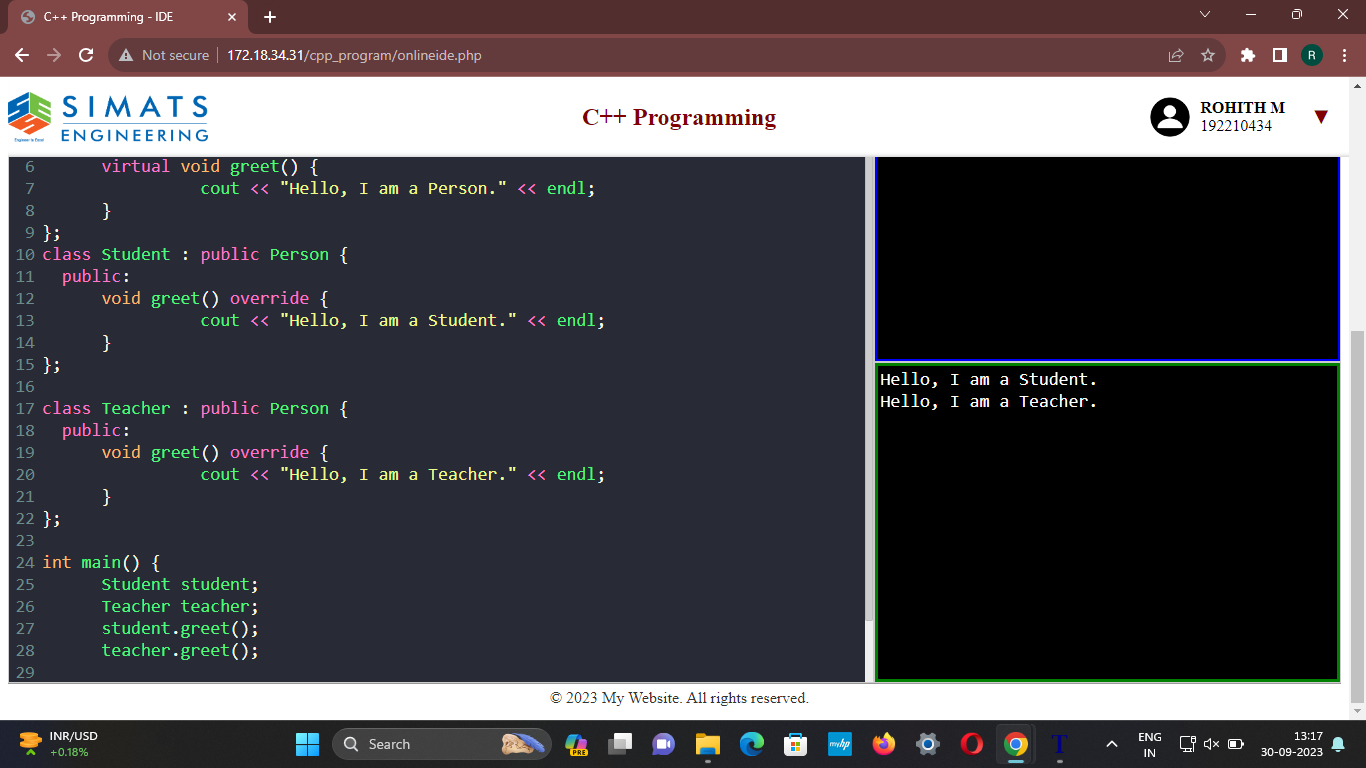 C++ Programming - IDE
Not secure 172.18.34.31/cpp_program/onlineide.php
R
SIMATS
ENGINEERING
Engineer to Excel
C++ Programming
ROHITH M
192210434
6 virtual void greet() {
7 cout << "Hello, I am a Person." << endl;
8 }
9 };
10 class Student : public Person {
11 public:
12 void greet() override {
13 cout << "Hello, I am a Student." << endl;
14 }
15 };
16
17 class Teacher : public Person {
18 public:
19 void greet() override {
20 cout << "Hello, I am a Teacher." << endl;
21 }
22 };
23
24 int main() {
25 Student student;
26 Teacher teacher;
27 student.greet();
28 teacher.greet();
29
Hello, I am a Student.
Hello, I am a Teacher.
© 2023 My Website. All rights reserved.
INR/USD
+0.18%
Search
PRE
myhp
T
ENG
IN
13:17
30-09-2023